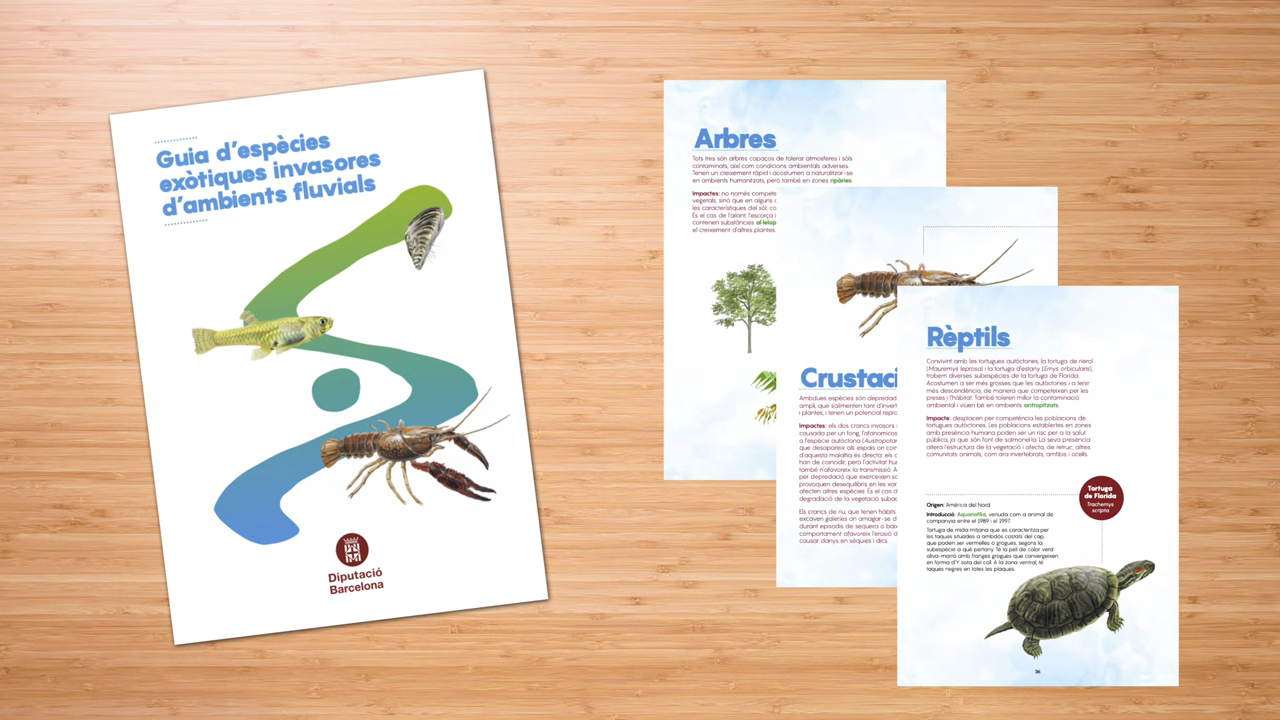 Guia d'espècies
exòtiques invasores
d'ambients fluvials
Diputació
Barcelona
Arbres
Tots tres són arbres capaços de tolerar atmosferes i sòls
contaminats, així com condicions ambientals adverses.
Tenen un creixement ràpid i acostumen a naturalitzar-se
en ambients humanitzats, però també en zones ripàries.
Impactes: no només compete
vegetals, sinó que en alguns c
les característiques del sòl, co
És el cas de l'ailant, l'escorça i
contenen substàncies al·lelop
el creixement d'altres plantes.
Crustaci
Ambdues espècies són depredad
ampli, que s'alimenten tant d'invert
i plantes, i tenen un potencial repro
Impactes: els dos crancs invasors s
causada per un fong, l'afanomicos
a l'espècie autòctona (Austropotan
que desapareix als espais on coin
d'aquesta malaltia és directa: els c
han de coincidir, però l'activitat hu
també n'afavoreix la transmissió. A
per depredació que exerceixen so
provoquen desequilibris en les xar
afecten altres espècies. És el cas d
degradació de la vegetació subac
Els crancs de riu, que tenen hàbits
excaven galeries on amagar-se d
durant episodis de sequera o baix
comportament afavoreix l'erosió d
causar danys en sèquies i dics.
Rèptils
Convivint amb les tortugues autòctones, la tortuga de rierol
(Mauremys leprosa) i la tortuga d'estany (Emys orbicularis),
trobem diverses subespècies de la tortuga de Florida.
Acostumen a ser més grosses que les autòctones i a tenir
més descendència, de manera que competeixen per les
preses i l'hàbitat. També toleren millor la contaminació
ambiental i viuen bé en ambients antropitzats.
Impacte: desplacen per competència les poblacions de
tortugues autòctones. Les poblacions establertes en zones
amb presència humana poden ser un risc per a la salut
pública, ja que són font de salmonel·la. La seva presència
altera l'estructura de la vegetació i afecta, de retruc, altres
comunitats animals, com ara invertebrats, amfibis i ocells.
Tortuga
de Florida
Trachemys
scripta
Origen: Amèrica del Nord.
Introducció: Aquariofília, venuda com a animal de
companyia entre el 1989 i el 1997.
Tortuga de mida mitjana que es caracteritza per
les taques situades a ambdós costats del cap,
que poden ser vermelles o grogues, segons la
subespècie a què pertany. Té la pell de color verd
oliva-marró amb franges grogues que convergeixen
en forma d'Y sota del coll. A la zona ventral, té
taques negres en totes les plaques.
36